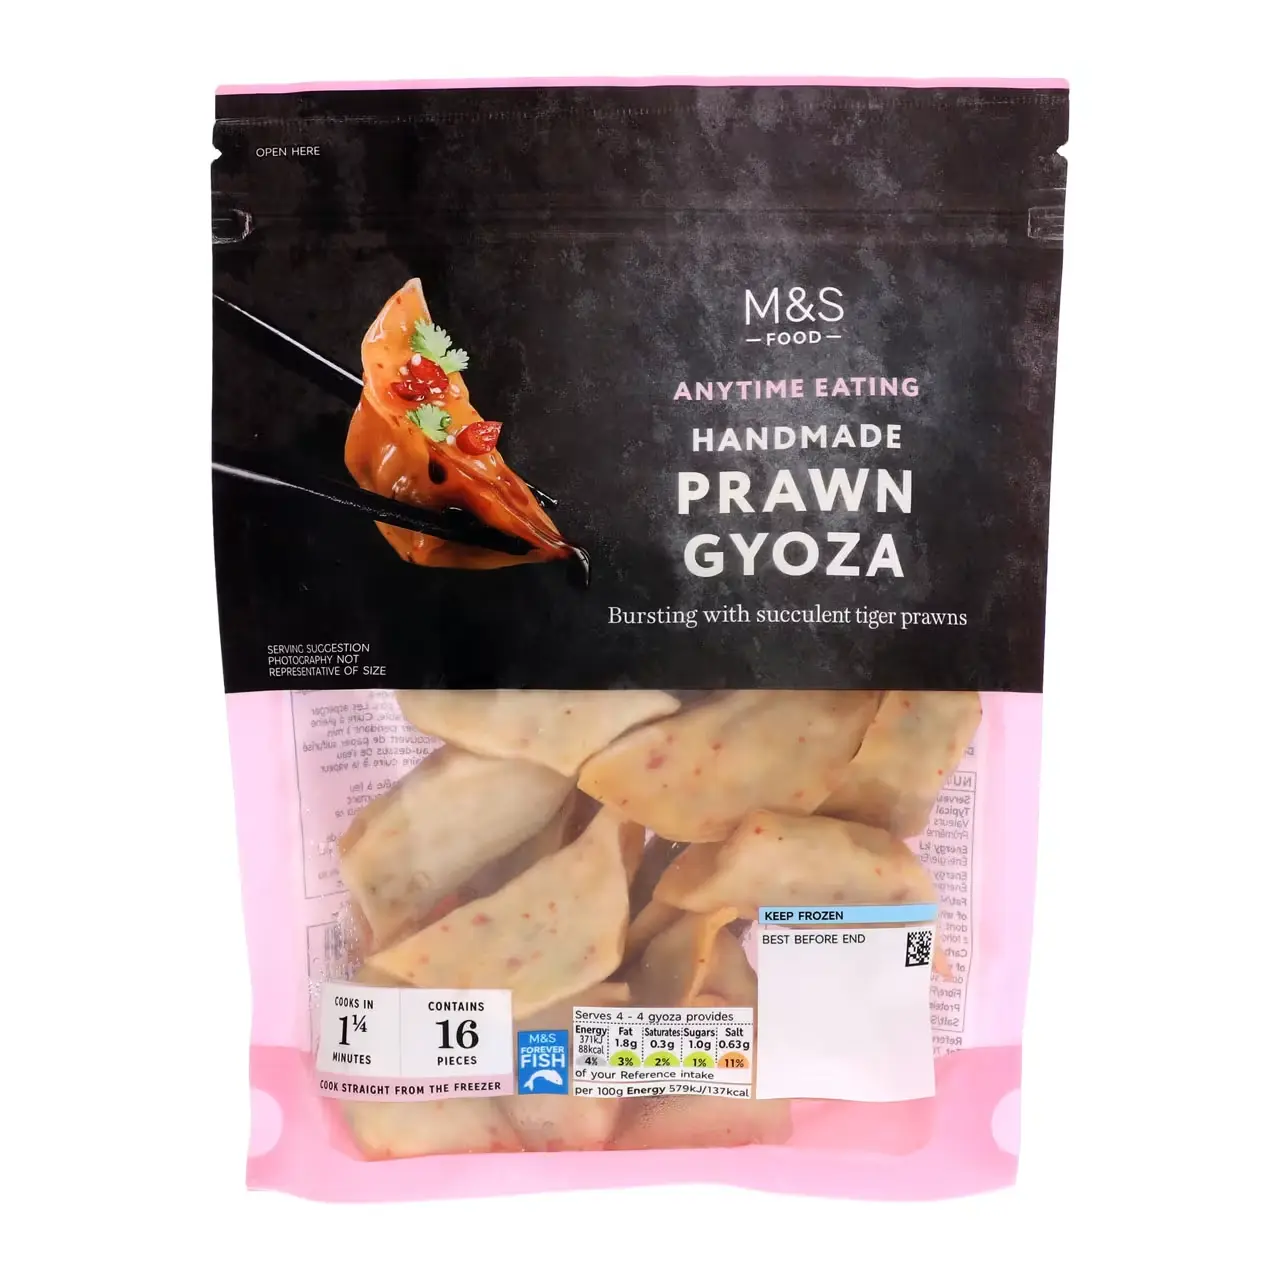 OPEN HERE
M&S
FOOD
ANYTIME EATING
HANDMADE
PRAWN
GYOZA
Bursting with succulent tiger prawns
SERVING SUGGESTION
PHOTOGRAPHY NOT
REPRESENTATIVE OF SIZE
KEEP FROZEN
BEST BEFORE END
COOKS IN
1¼
MINUTES
CONTAINS
16
PIECES
COOK STRAIGHT FROM THE FREEZER
M&S
FOREVER
FISH
Serves 4 - 4 gyoza provides
Energy Fat Saturates Sugars Salt
371kJ 1.8g 0.3g 1.0g 0.63g
88kcal
4% 3% 2% 1% 11%
of your Reference intake
per 100g Energy 579kJ/137kcal